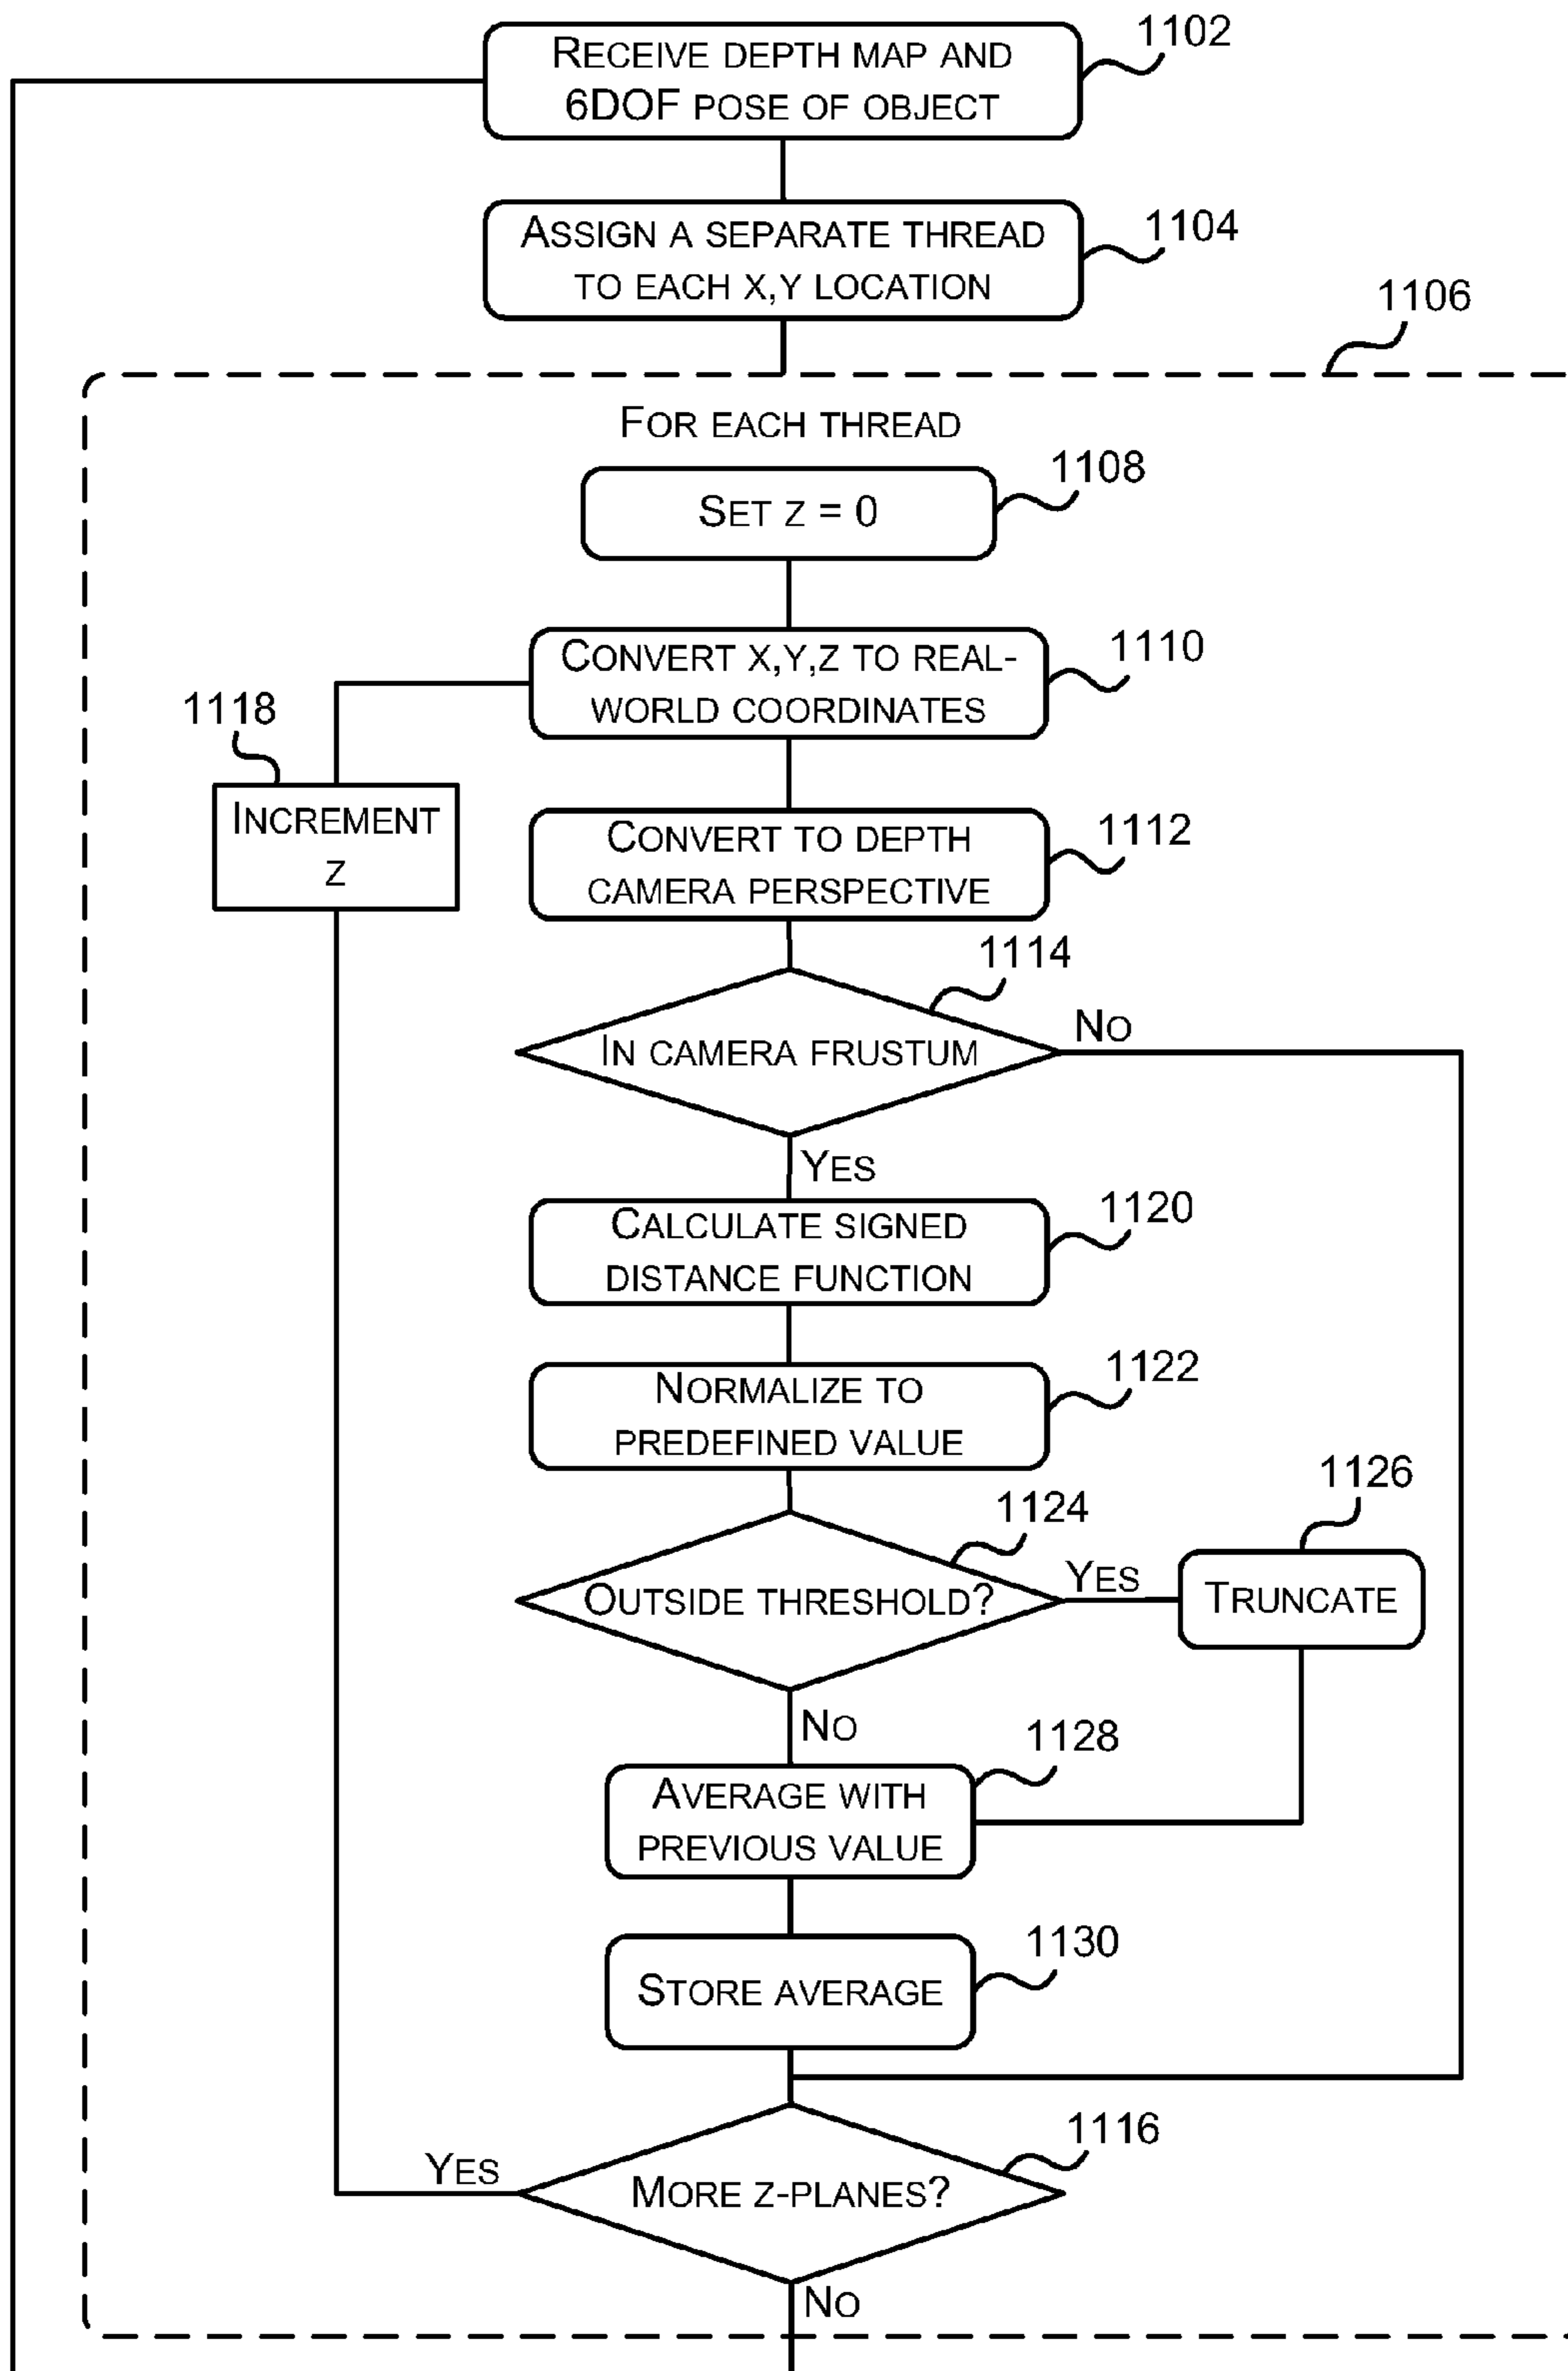 RECEIVE DEPTH MAP AND
6DOF POSE OF OBJECT
1102
ASSIGN A SEPARATE THREAD
TO EACH X,Y LOCATION
1104
1106
FOR EACH THREAD
1108
SET Z = 0
CONVERT X,Y,Z TO REAL-
WORLD COORDINATES
1110
1118
INCREMENT
Z
CONVERT TO DEPTH
CAMERA PERSPECTIVE
1112
1114
IN CAMERA FRUSTUM
NO
YES
CALCULATE SIGNED
DISTANCE FUNCTION
1120
NORMALIZE TO
PREDEFINED VALUE
1122
1124
OUTSIDE THRESHOLD?
YES
1126
TRUNCATE
NO
1128
AVERAGE WITH
PREVIOUS VALUE
1130
STORE AVERAGE
1116
MORE Z-PLANES?
YES
NO